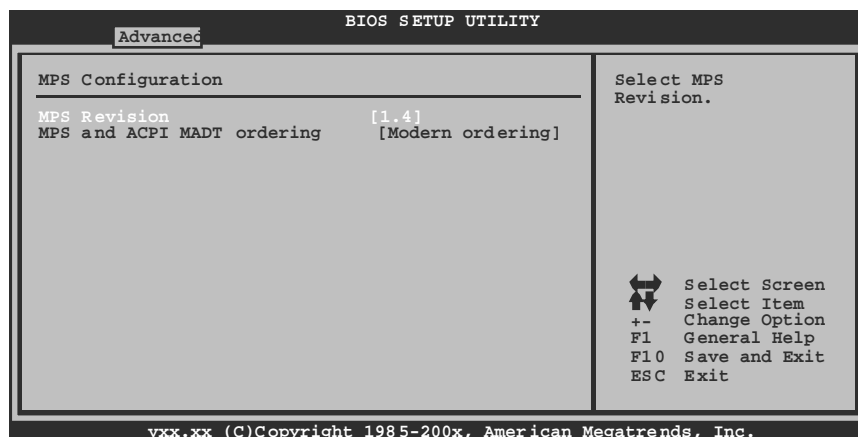 BIOS SETUP UTILITY
Advanced
MPS Configuration
MPS Revision [1.4]
MPS and ACPI MADT ordering [Modern ordering]
Select MPS
Revision.
Select Screen
Select Item
+- Change Option
F1 General Help
F10 Save and Exit
ESC Exit
vxx.xx (C)Copyright 1985-200x, American Megatrends, Inc.